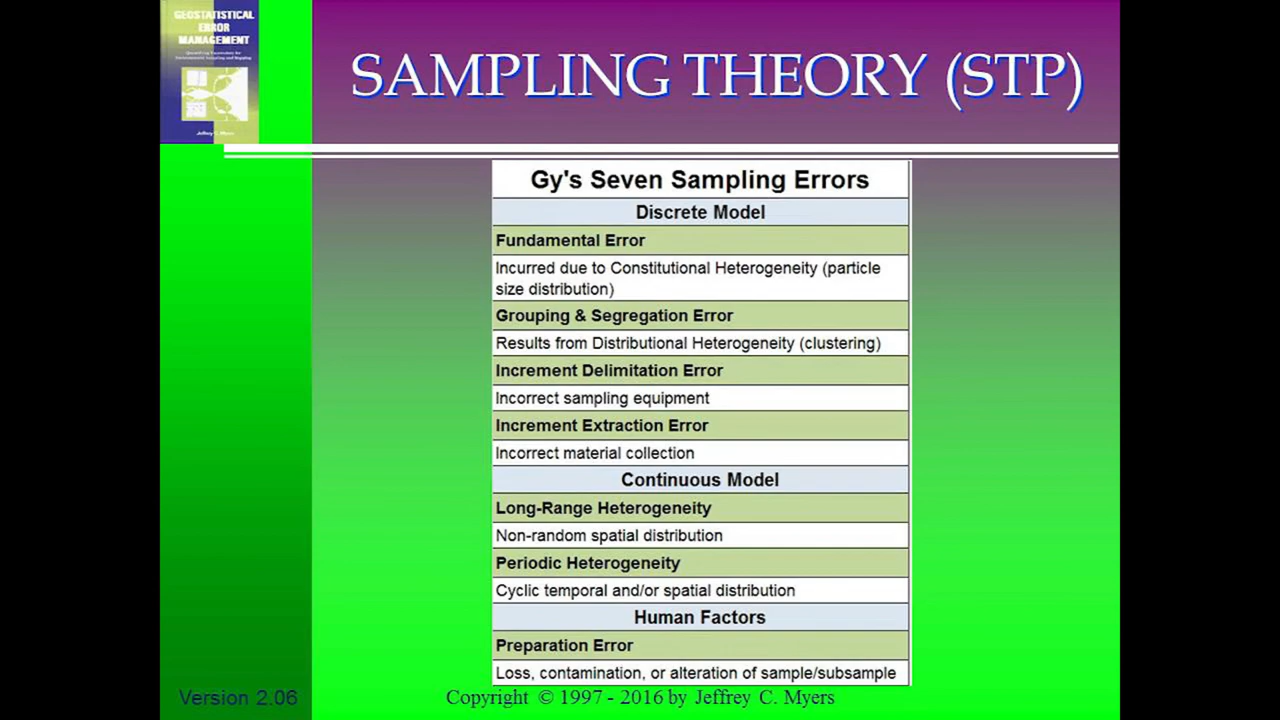 GEOSTATISTICAL
ERROR
MANAGEMENT
Jeffrey C. Myers
SAMPLING THEORY (STP)
Gy's Seven Sampling Errors
Discrete Model
Fundamental Error
Incurred due to Constitutional Heterogeneity (particle
size distribution)
Grouping & Segregation Error
Results from Distributional Heterogeneity (clustering)
Increment Delimitation Error
Incorrect sampling equipment
Increment Extraction Error
Incorrect material collection
Continuous Model
Long-Range Heterogeneity
Non-random spatial distribution
Periodic Heterogeneity
Cyclic temporal and/or spatial distribution
Human Factors
Preparation Error
Loss, contamination, or alteration of sample/subsample
Version 2.06
Copyright © 1997 - 2016 by Jeffrey C. Myers